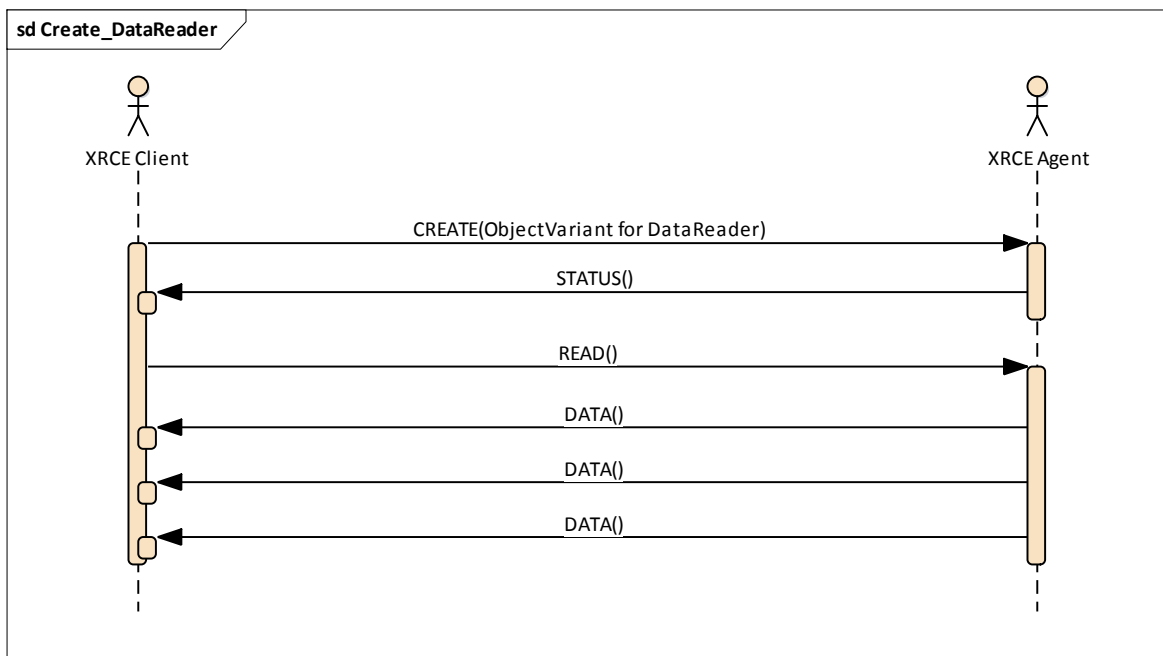 sd Create_DataReader
XRCE Client
XRCE Agent
CREATE(ObjectVariant for DataReader)
STATUS()
READ()
DATA()
DATA()
DATA()